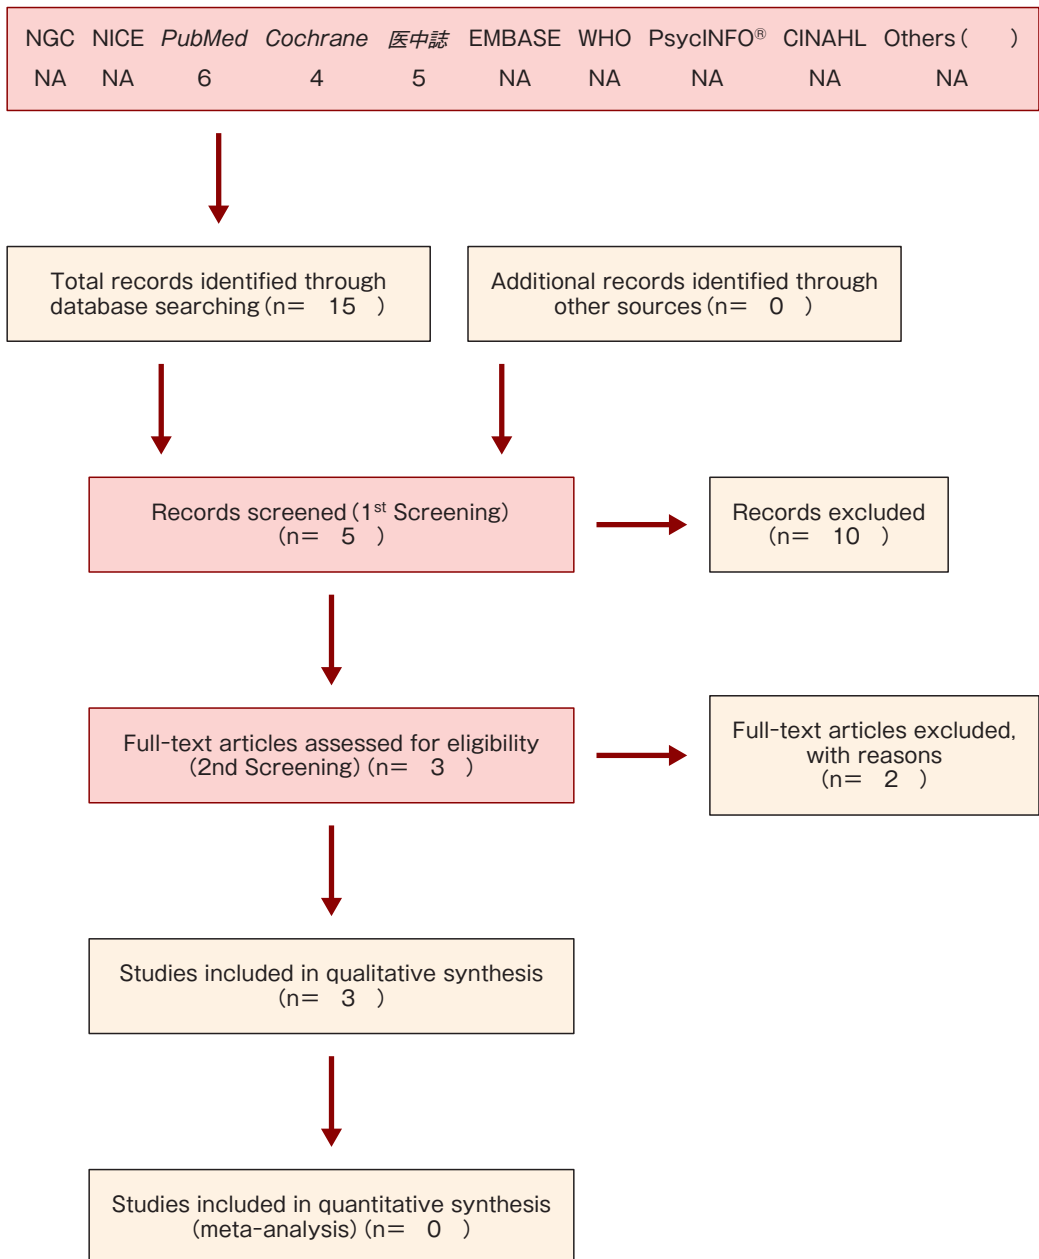 NGC NICE PubMed Cochrane 医中誌 EMBASE WHO PsycINFO® CINAHL Others( )
NA NA 6 4 5 NA NA NA NA NA
Total records identified through
database searching(n= 15 )
Additional records identified through
other sources(n= 0 )
Records screened(1st Screening)
(n= 5 )
Records excluded
(n= 10 )
Full-text articles assessed for eligibility
(2nd Screening)(n= 3 )
Full-text articles excluded,
with reasons
(n= 2 )
Studies included in qualitative synthesis
(n= 3 )
Studies included in quantitative synthesis
(meta-analysis)(n= 0 )